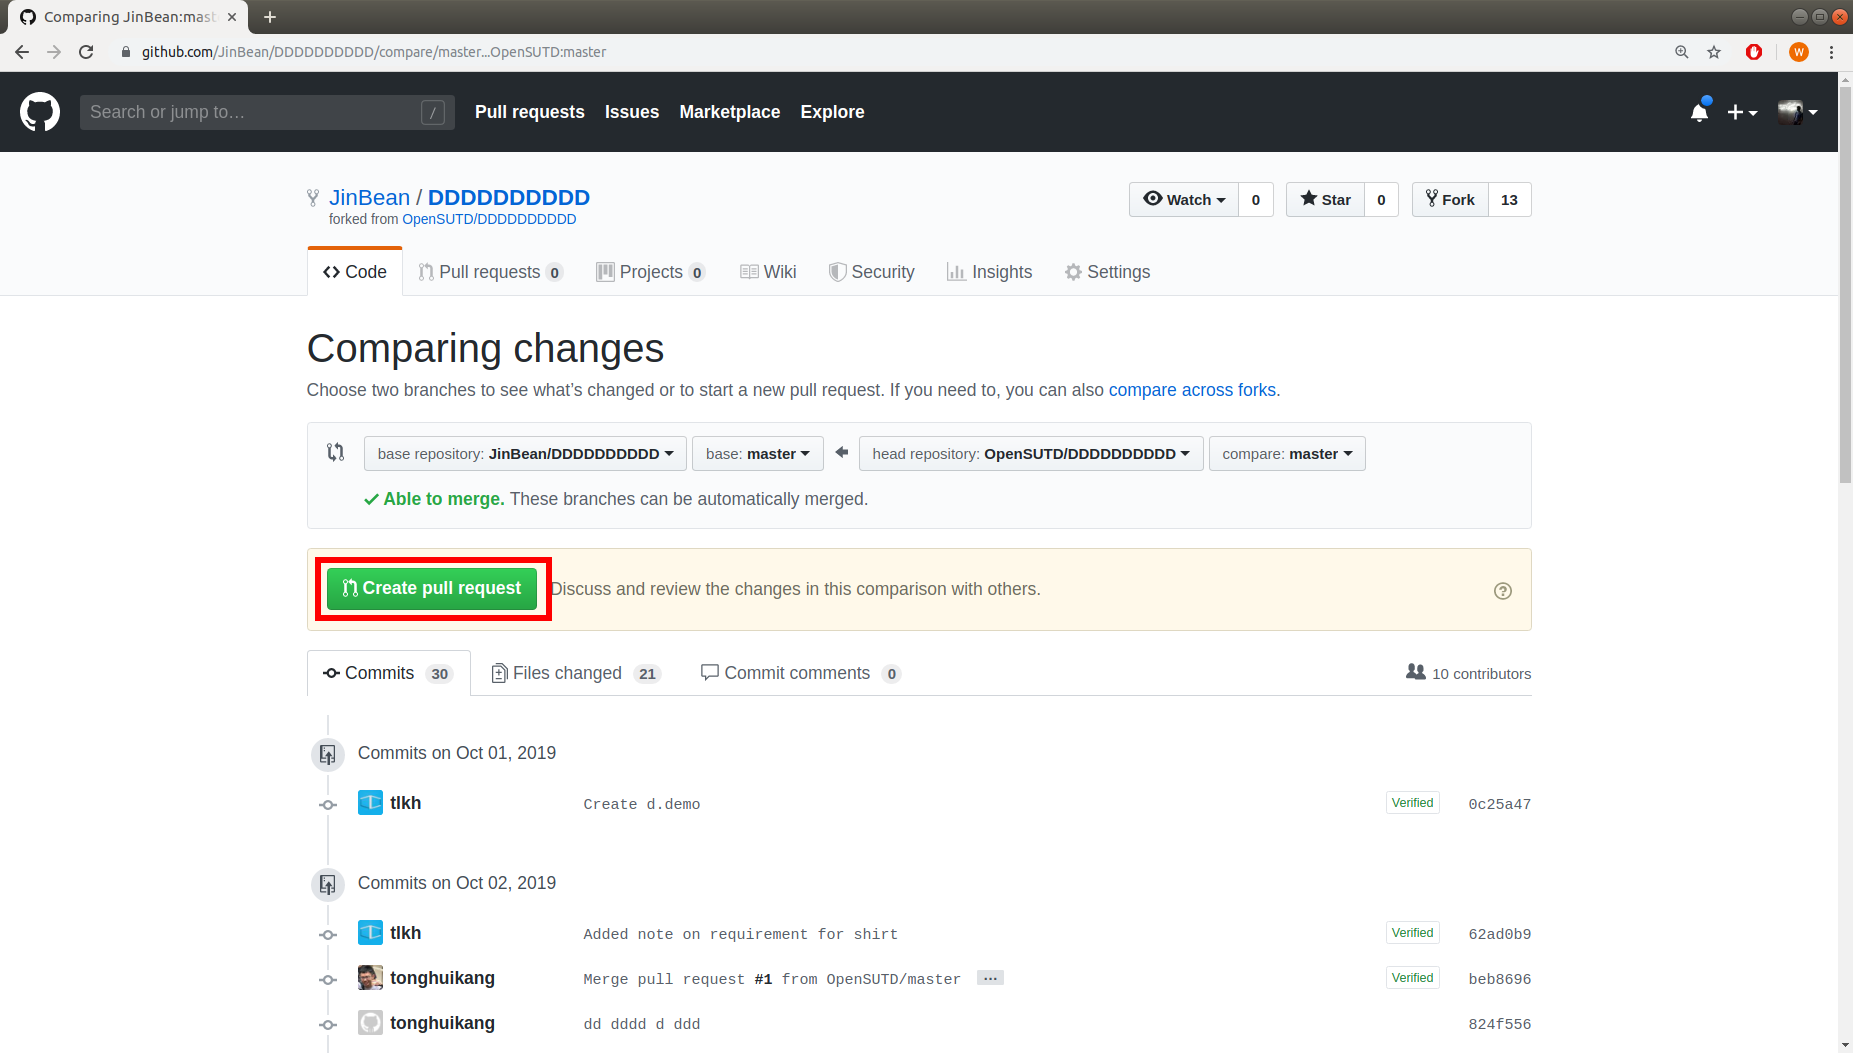 Comparing JinBean:mast
github.com/JinBean/DDDDDDDDDD/compare/master...OpenSUTD:master
W
Search or jump to…
/
Pull requests Issues Marketplace Explore
JinBean / DDDDDDDDDD
forked from OpenSUTD/DDDDDDDDDD
Watch 0
Star 0
Fork 13
Code
Pull requests 0
Projects 0
Wiki
Security
Insights
Settings
Comparing changes
Choose two branches to see what’s changed or to start a new pull request. If you need to, you can also compare across forks.
base repository: JinBean/DDDDDDDDDD base: master head repository: OpenSUTD/DDDDDDDDDD compare: master
Able to merge. These branches can be automatically merged.
Create pull request Discuss and review the changes in this comparison with others.
Commits 30
Files changed 21
Commit comments 0
10 contributors
Commits on Oct 01, 2019
tlkh Create d.demo Verified 0c25a47
Commits on Oct 02, 2019
tlkh Added note on requirement for shirt Verified 62ad0b9
tonghuikang Merge pull request #1 from OpenSUTD/master … Verified beb8696
tonghuikang dd dddd d ddd 824f556